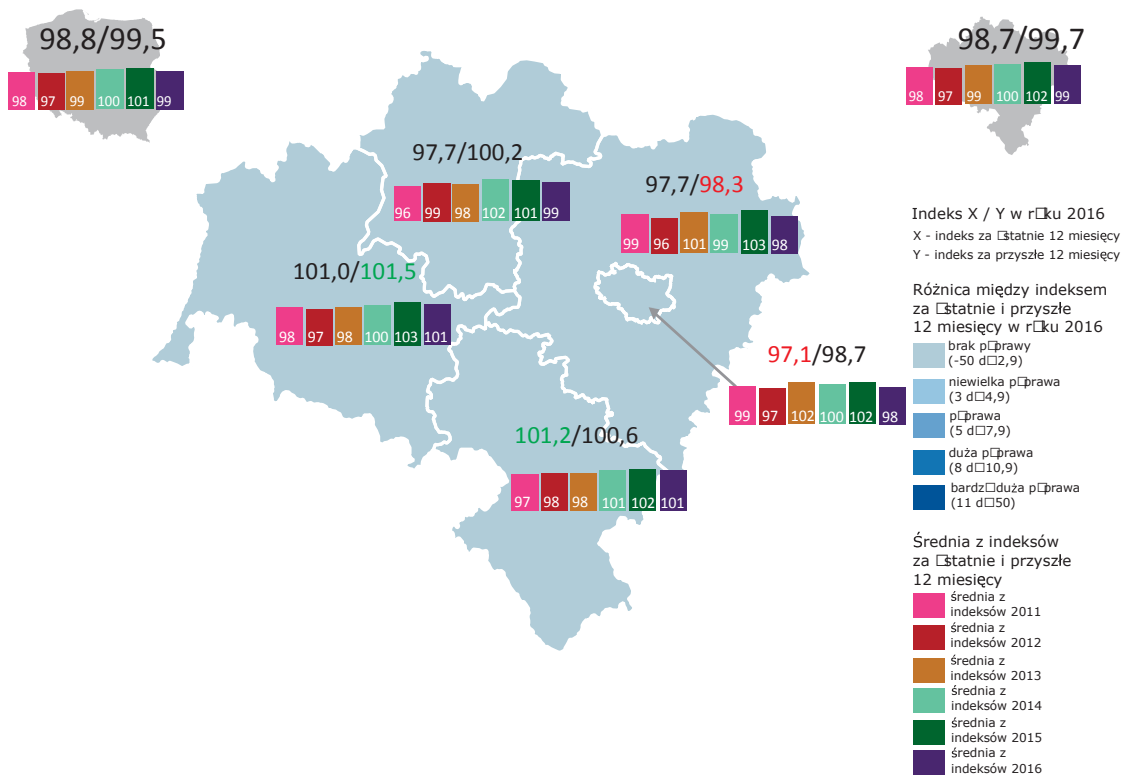 98,8/99,5
98 97 99 100 101 99
98,7/99,7
98 97 99 100 102 99
97,7/100,2
96 99 98 102 101 99
97,7/98,3
99 96 101 99 103 98
101,0/101,5
98 97 98 100 103 101
97,1/98,7
99 97 102 100 102 98
101,2/100,6
97 98 98 101 102 101
Indeks X / Y w r□ku 2016
X - indeks za □statnie 12 miesięcy
Y - indeks za przyszłe 12 miesięcy
Różnica między indeksem
za □statnie i przyszłe
12 miesięcy w r□ku 2016
brak p□prawy
(-50 d□2,9)
niewielka p□prawa
(3 d□4,9)
p□prawa
(5 d□7,9)
duża p□prawa
(8 d□10,9)
bardz□duża p□prawa
(11 d□50)
Średnia z indeksów
za □statnie i przyszłe
12 miesięcy
średnia z
indeksów 2011
średnia z
indeksów 2012
średnia z
indeksów 2013
średnia z
indeksów 2014
średnia z
indeksów 2015
średnia z
indeksów 2016